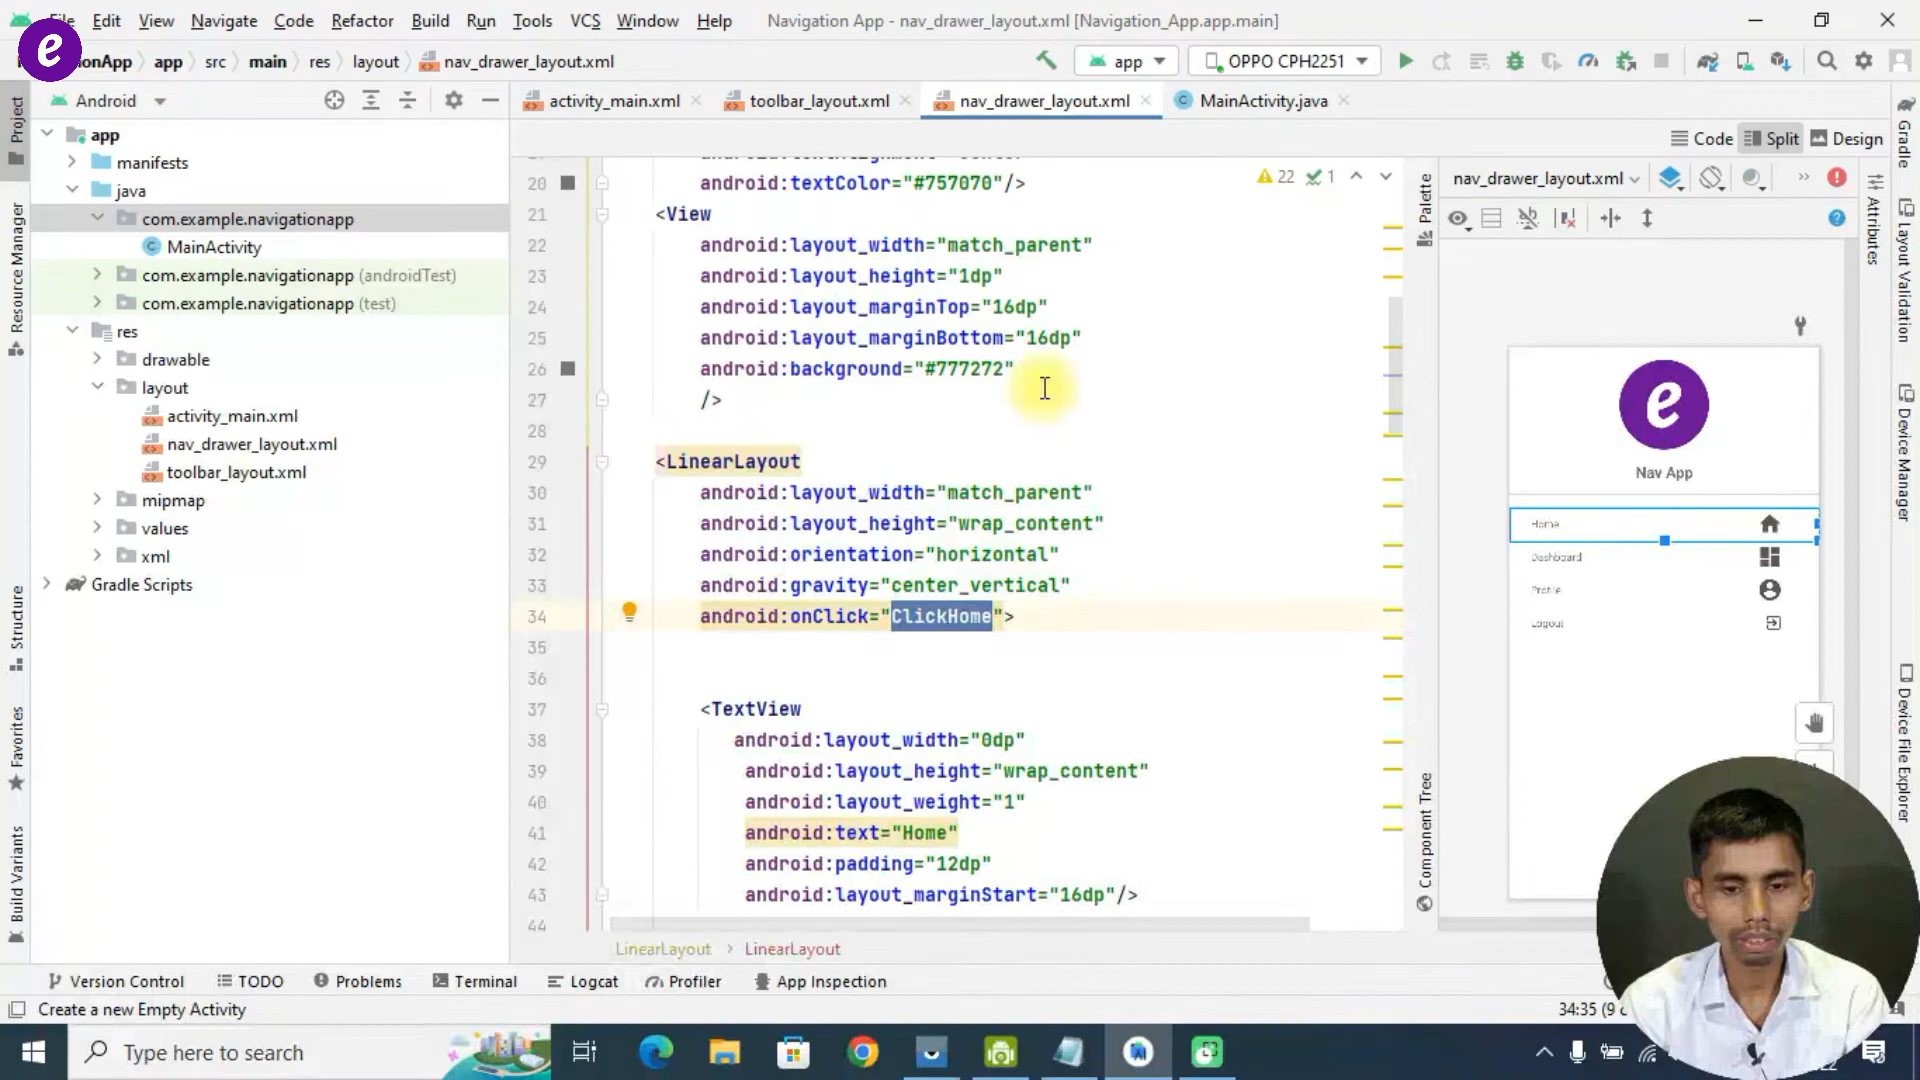 File Edit View Navigate Code Refactor Build Run Tools VCS Window Help Navigation App - nav_drawer_layout.xml [Navigation_App.app.main]
e
onApp app src main res layout nav_drawer_layout.xml app OPPO CPH2251
Android activity_main.xml toolbar_layout.xml nav_drawer_layout.xml MainActivity.java
Code Split Design
Project
Resource Manager
Structure
Favorites
Build Variants
app
manifests
java
com.example.navigationapp
MainActivity
com.example.navigationapp (androidTest)
com.example.navigationapp (test)
res
drawable
layout
activity_main.xml
nav_drawer_layout.xml
toolbar_layout.xml
mipmap
values
xml
Gradle Scripts
22 1
20 android:textColor="#757070"/>
21 <View
22 android:layout_width="match_parent"
23 android:layout_height="1dp"
24 android:layout_marginTop="16dp"
25 android:layout_marginBottom="16dp"
26 android:background="#777272"
27 />
28
29 <LinearLayout
30 android:layout_width="match_parent"
31 android:layout_height="wrap_content"
32 android:orientation="horizontal"
33 android:gravity="center_vertical"
34 android:onClick="ClickHome">
35
36
37 <TextView
38 android:layout_width="0dp"
39 android:layout_height="wrap_content"
40 android:layout_weight="1"
41 android:text="Home"
42 android:padding="12dp"
43 android:layout_marginStart="16dp"/>
44
LinearLayout > LinearLayout
Palette
Component Tree
nav_drawer_layout.xml
e
Nav App
Home
Dashboard
Profile
Logout
Attributes
Gradle
Layout Validation
Device Manager
Device File Explorer
Version Control TODO Problems Terminal Logcat Profiler App Inspection
Create a new Empty Activity
34:35 (9 c
Type here to search